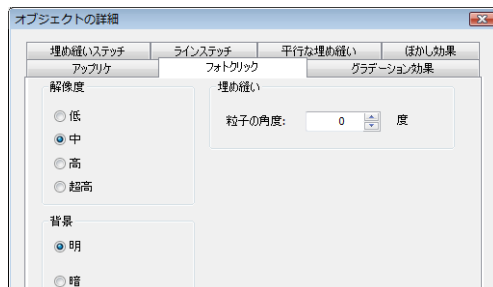 オブジェクトの詳細
埋め縫いステッチ ラインステッチ 平行な埋め縫い ぼかし効果
アップリケ フォトクリック グラデーション効果
解像度
低
中
高
超高
埋め縫い
粒子の角度: 0 度
背景
明
暗